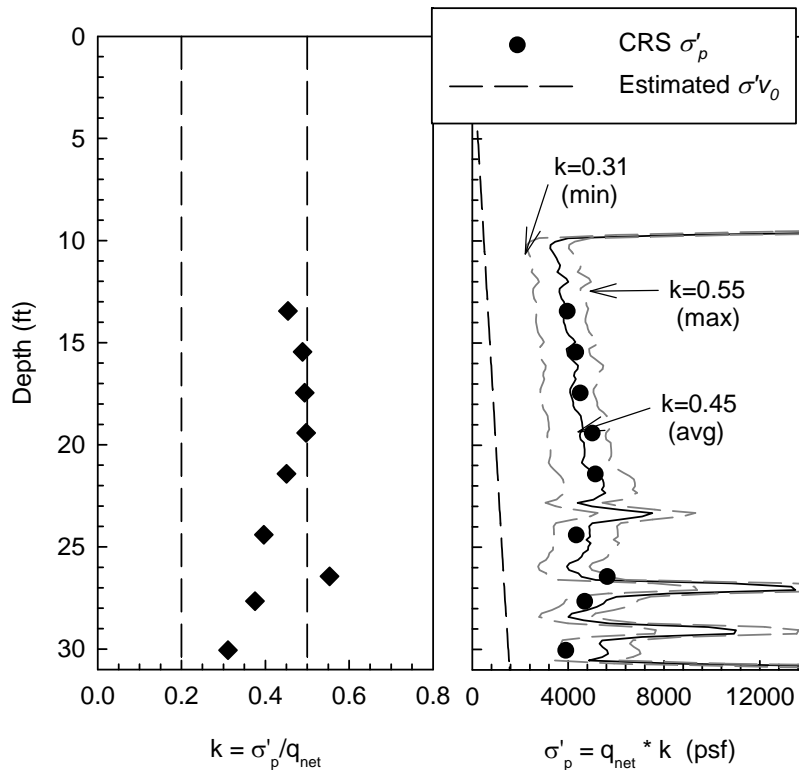 CRS σ'p
Estimated σ'v0
0
5
10
15
20
25
30
Depth (ft)
0.0 0.2 0.4 0.6 0.8
k = σ'p/qnet
k=0.31
(min)
k=0.55
(max)
k=0.45
(avg)
0 4000 8000 12000
σ'p = qnet * k (psf)